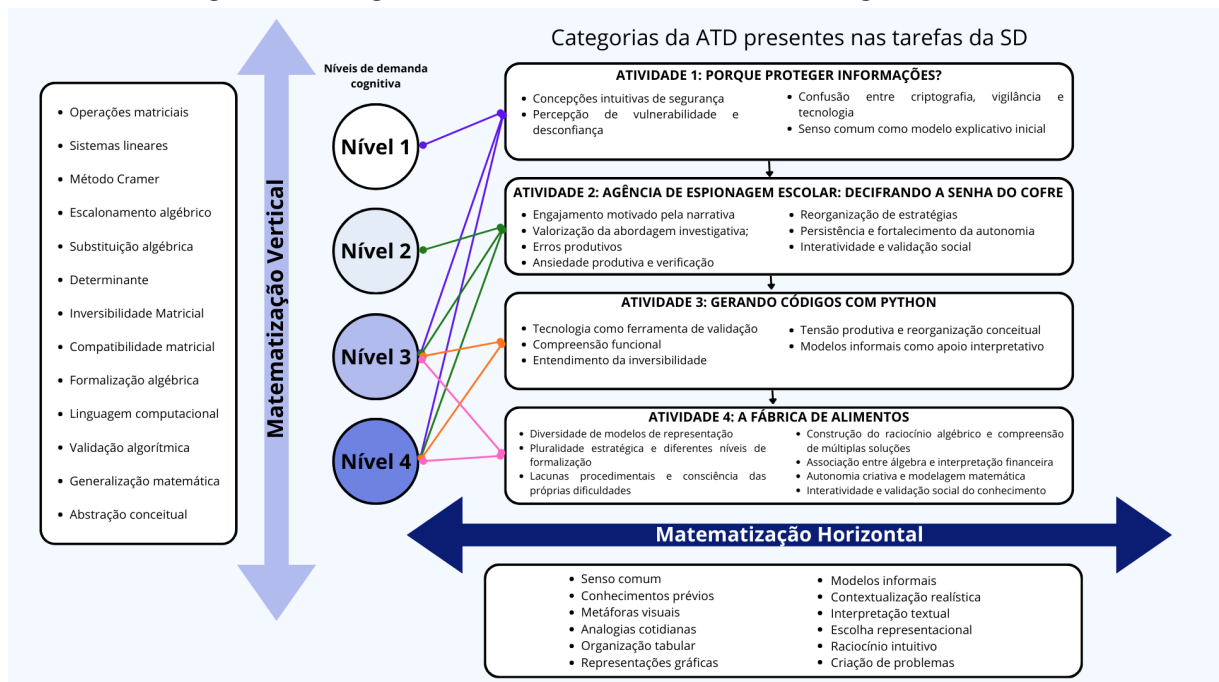 Categorias da ATD presentes nas tarefas da SD
Níveis de demanda
cognitiva
Operações matriciais
Sistemas lineares
Método Cramer
Escalonamento algébrico
Substituição algébrica
Determinante
Inversibilidade Matricial
Compatibilidade matricial
Formalização algébrica
Linguagem computacional
Validação algorítmica
Generalização matemática
Abstração conceitual
Matematização Vertical
Nível 1
Nível 2
Nível 3
Nível 4
ATIVIDADE 1: PORQUE PROTEGER INFORMAÇÕES?
Concepções intuitivas de segurança
Percepção de vulnerabilidade e
desconfiança
Confusão entre criptografia, vigilância e
tecnologia
Senso comum como modelo explicativo inicial
ATIVIDADE 2: AGÊNCIA DE ESPIONAGEM ESCOLAR: DECIFRANDO A SENHA DO COFRE
Engajamento motivado pela narrativa
Valorização da abordagem investigativa;
Erros produtivos
Ansiedade produtiva e verificação
Reorganização de estratégias
Persistência e fortalecimento da autonomia
Interatividade e validação social
ATIVIDADE 3: GERANDO CÓDIGOS COM PYTHON
Tecnologia como ferramenta de validação
Compreensão funcional
Entendimento da inversibilidade
Tensão produtiva e reorganização conceitual
Modelos informais como apoio interpretativo
ATIVIDADE 4: A FÁBRICA DE ALIMENTOS
Diversidade de modelos de representação
Pluralidade estratégica e diferentes níveis de
formalização
Lacunas procedimentais e consciência das
próprias dificuldades
Construção do raciocínio algébrico e compreensão
de múltiplas soluções
Associação entre álgebra e interpretação financeira
Autonomia criativa e modelagem matemática
Interatividade e validação social do conhecimento
Matematização Horizontal
Senso comum
Conhecimentos prévios
Metáforas visuais
Analogias cotidianas
Organização tabular
Representações gráficas
Modelos informais
Contextualização realística
Interpretação textual
Escolha representacional
Raciocínio intuitivo
Criação de problemas